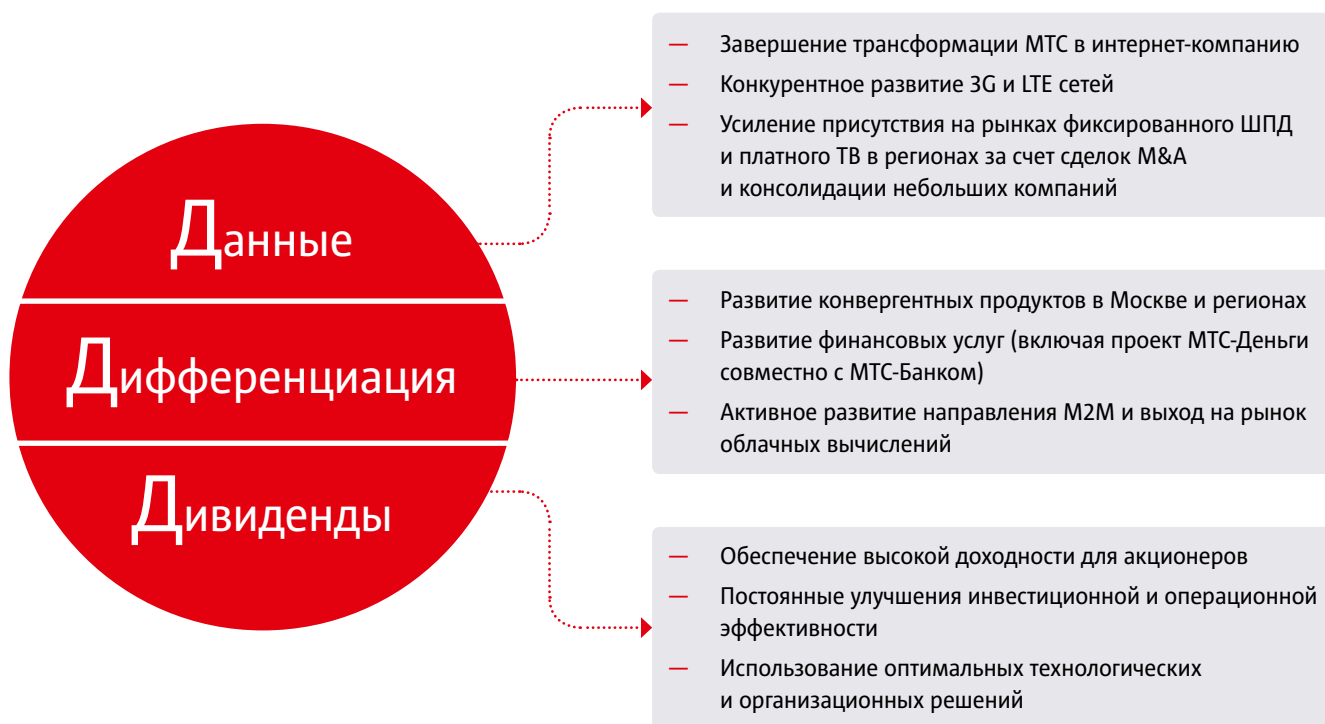 Данные
— Завершение трансформации МТС в интернет-компанию
— Конкурентное развитие 3G и LTE сетей
— Усиление присутствия на рынках фиксированного ШПД
и платного ТВ в регионах за счет сделок M&A
и консолидации небольших компаний
Дифференциация
— Развитие конвергентных продуктов в Москве и регионах
— Развитие финансовых услуг (включая проект МТС-Деньги
совместно с МТС-Банком)
— Активное развитие направления M2M и выход на рынок
облачных вычислений
Дивиденды
— Обеспечение высокой доходности для акционеров
— Постоянные улучшения инвестиционной и операционной
эффективности
— Использование оптимальных технологических
и организационных решений